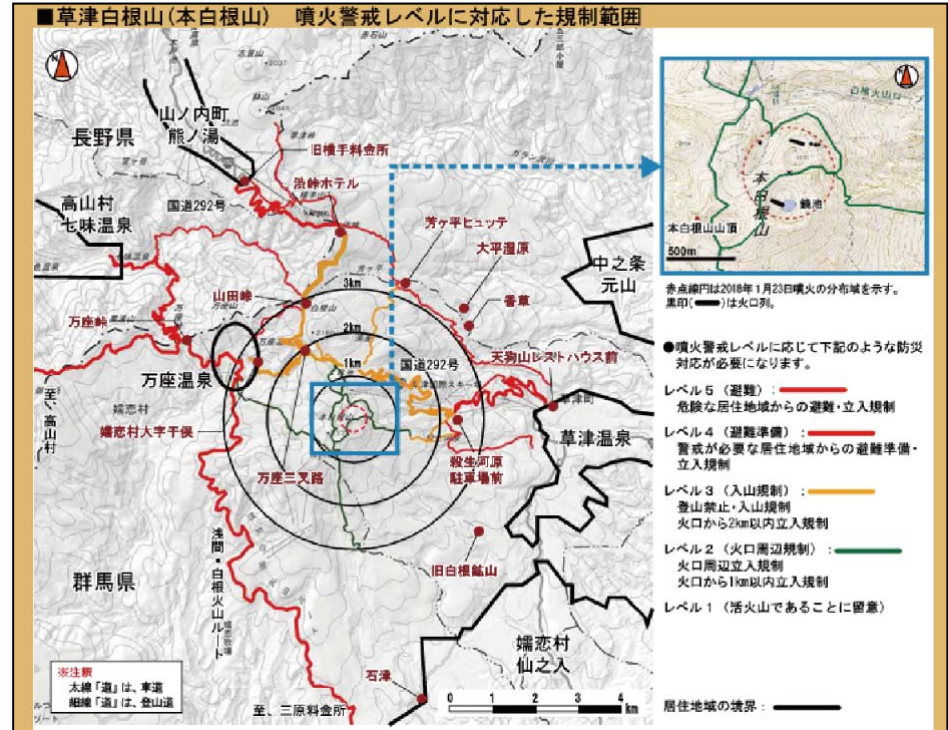 ■草津白根山(本白根山)　噴火警戒レベルに対応した規制範囲
N
山ノ内町
熊ノ湯
長野県
旧横手料金所
渋峠ホテル
国道292号
高山村
七味温泉
芳ケ平ヒュッテ
大平湿原
中之条
元山
山田峠
3km
香草
万座峠
2km
国道292号
1km
天狗山レストハウス前
万座温泉
草津町
至、高山村
嬬恋村
嬬恋村大字干俣
草津温泉
万座三叉路
殺生河原
駐車場前
浅間・白根火山ルート
旧白根鉱山
群馬県
嬬恋村
仙之入
石津
※注釈
太線「道」は、車道
細線「道」は、登山道
至、三原料金所
0 1 2 3 4
km
白根火山ロープ
本白根山
鏡池
本白根山山頂
500m
赤点線円は2018年1月23日噴火の分布域を示す。
黒印( )は火口列。
●噴火警戒レベルに応じて下記のような防災
対応が必要になります。
レベル5（避難）：
危険な居住地域からの避難・立入規制
レベル4（避難準備）：
警戒が必要な居住地域からの避難準備・
立入規制
レベル3（入山規制）：
登山禁止・入山規制
火口から2km以内立入規制
レベル2（火口周辺規制）：
火口周辺立入規制
火口から1km以内立入規制
レベル1（活火山であることに留意）
居住地域の境界：